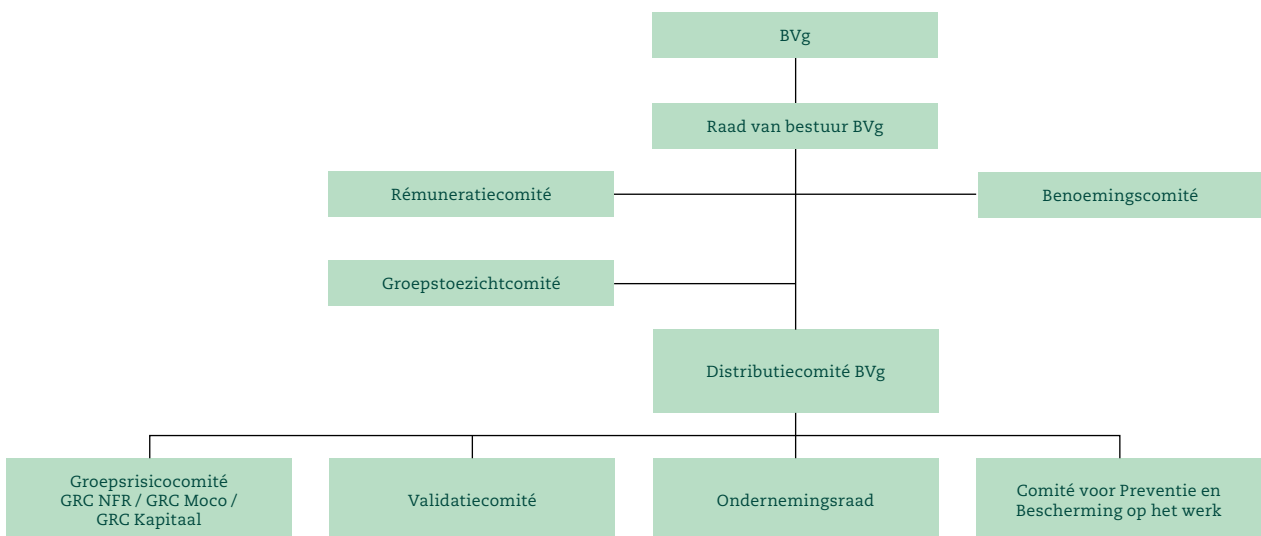 BVg
Raad van bestuur BVg
Rémuneratiecomité
Benoemingscomité
Groepstoezichtcomité
Distributiecomité BVg
Groepsrisicocomité
GRC NFR / GRC Moco /
GRC Kapitaal
Validatiecomité
Ondernemingsraad
Comité voor Preventie en
Bescherming op het werk